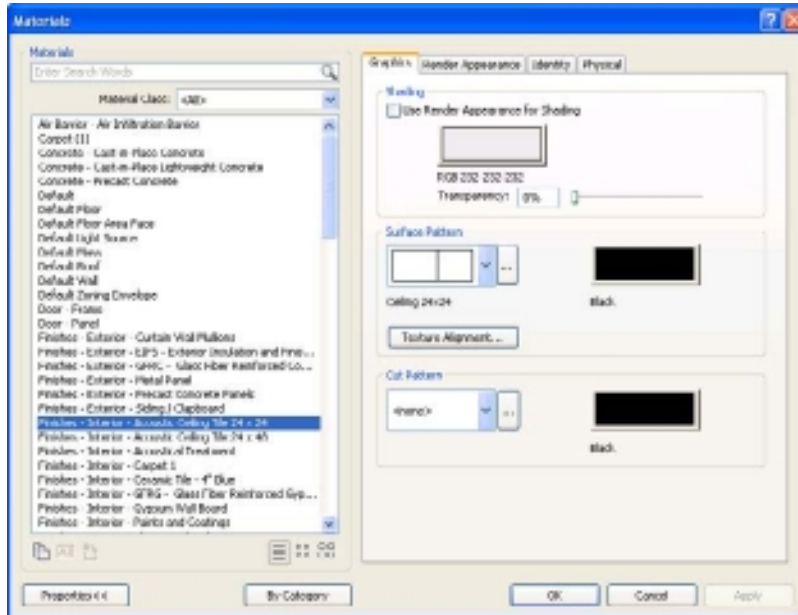 Materials
Materials
Enter Search Words
Material Class: <All>
Air Barrier - Air Infiltration Barrier
Carpet (1)
Concrete - Cast-in-Place Concrete
Concrete - Cast-in-Place Lightweight Concrete
Concrete - Precast Concrete
Default
Default Floor
Default Floor Area Face
Default Light Source
Default Mass
Default Roof
Default Wall
Default Zoning Envelope
Door - Frame
Door - Panel
Finishes - Exterior - Curtain Wall Mullions
Finishes - Exterior - EIFS - Exterior Insulation and Finis...
Finishes - Exterior - GFRC - Glass Fiber Reinforced Co...
Finishes - Exterior - Metal Panel
Finishes - Exterior - Precast Concrete Panels
Finishes - Exterior - Siding / Clapboard
Finishes - Interior - Acoustic Ceiling Tile 24 x 24
Finishes - Interior - Acoustic Ceiling Tile 24 x 48
Finishes - Interior - Acoustical Treatment
Finishes - Interior - Carpet 1
Finishes - Interior - Ceramic Tile - 4" Blue
Finishes - Interior - GFRG - Glass Fiber Reinforced Gyp...
Finishes - Interior - Gypsum Wall Board
Finishes - Interior - Paints and Coatings
Properties <<
By Category
Graphics
Render Appearance
Identity
Physical
Shading
Use Render Appearance for Shading
RGB 232 232 232
Transparency: 0%
Surface Pattern
...
Ceiling 24x24
Black
Texture Alignment...
Cut Pattern
<none>
...
Black
OK
Cancel
Apply